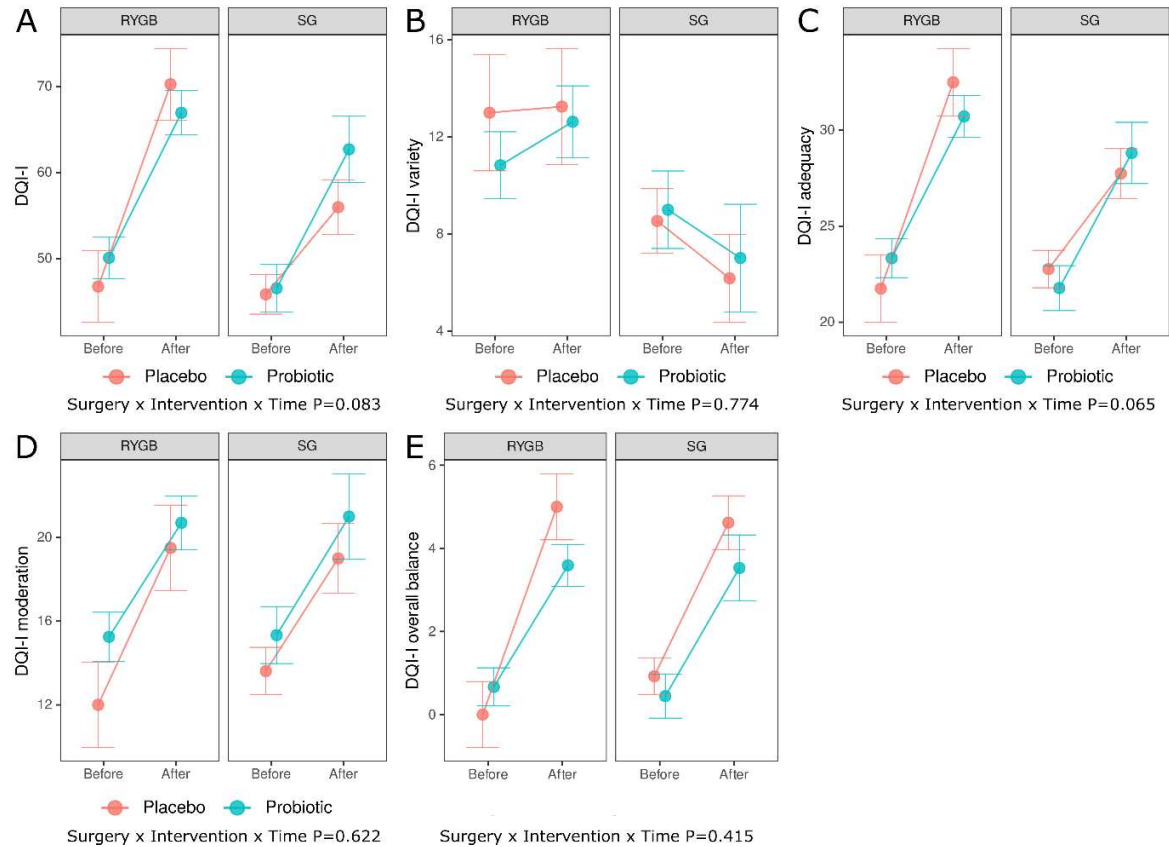 A
RYGB
SG
DQI-I
70
60
50
Before
After
Before
After
Placebo
Probiotic
Surgery x Intervention x Time P=0.083
B
RYGB
SG
DQI-I variety
16
12
8
4
Before
After
Before
After
Placebo
Probiotic
Surgery x Intervention x Time P=0.774
C
RYGB
SG
DQI-I adequacy
30
25
20
Before
After
Before
After
Placebo
Probiotic
Surgery x Intervention x Time P=0.065
D
RYGB
SG
DQI-I moderation
20
16
12
Before
After
Before
After
Placebo
Probiotic
Surgery x Intervention x Time P=0.622
E
RYGB
SG
DQI-I overall balance
6
4
2
0
Before
After
Before
After
Surgery x Intervention x Time P=0.415